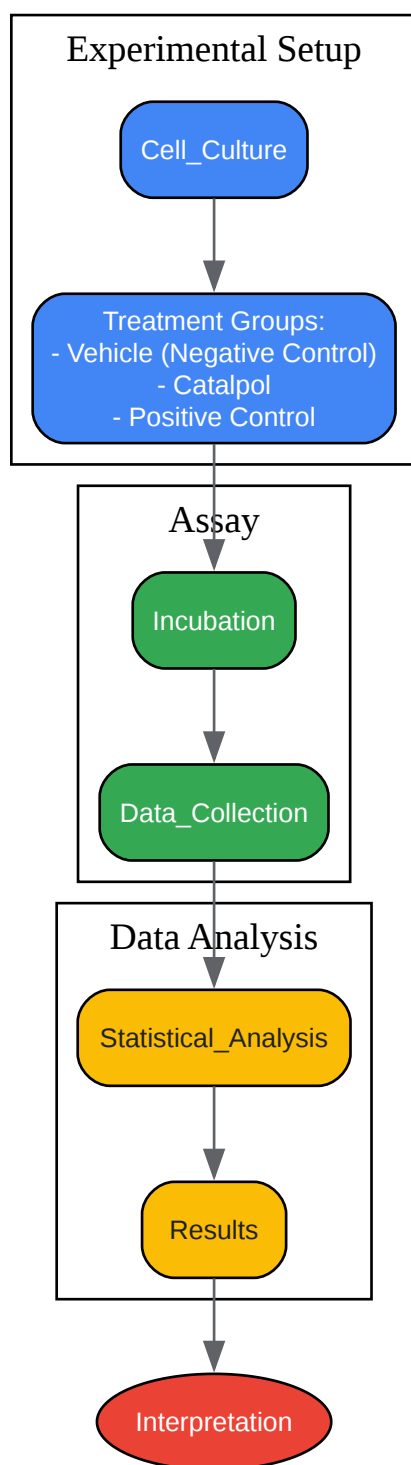 Experimental Setup
Cell_Culture
Treatment Groups:
- Vehicle (Negative Control)
- Catalpol
- Positive Control
Assay
Incubation
Data_Collection
Data Analysis
Statistical_Analysis
Results
Interpretation